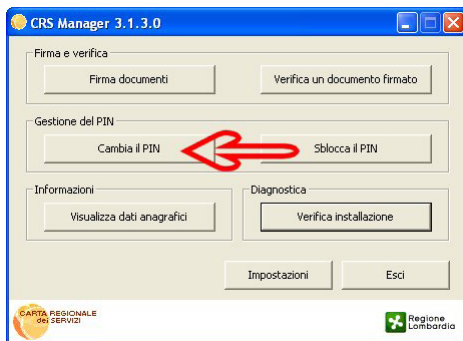 CRS Manager 3.1.3.0
Firma e verifica
Firma documenti
Verifica un documento firmato
Gestione del PIN
Cambia il PIN
Sblocca il PIN
Informazioni
Visualizza dati anagrafici
Diagnostica
Verifica installazione
Impostazioni
Esci
CARTA REGIONALE
dei SERVIZI
Regione
Lombardia